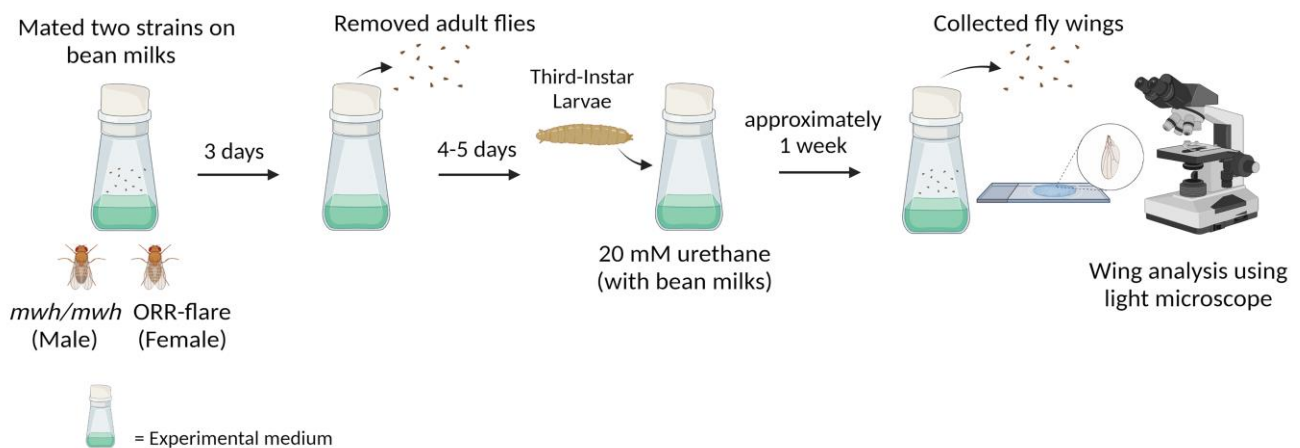 Mated two strains on
bean milks
3 days
mwh/mwh
(Male)
ORR-flare
(Female)
Removed adult flies
4-5 days
Third-Instar
Larvae
20 mM urethane
(with bean milks)
approximately
1 week
Collected fly wings
Wing analysis using
light microscope
= Experimental medium